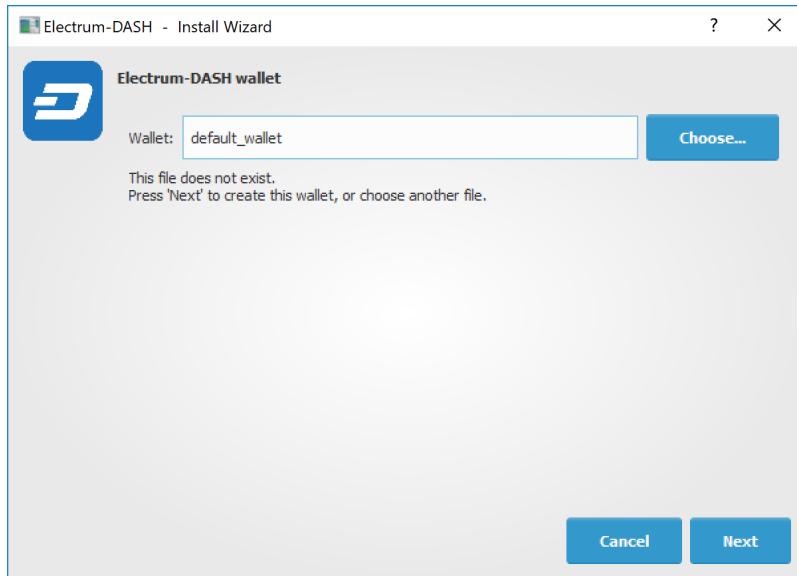 Electrum-DASH - Install Wizard ?
Electrum-DASH wallet
Wallet: default_wallet Choose...
This file does not exist.
Press 'Next' to create this wallet, or choose another file.
Cancel Next